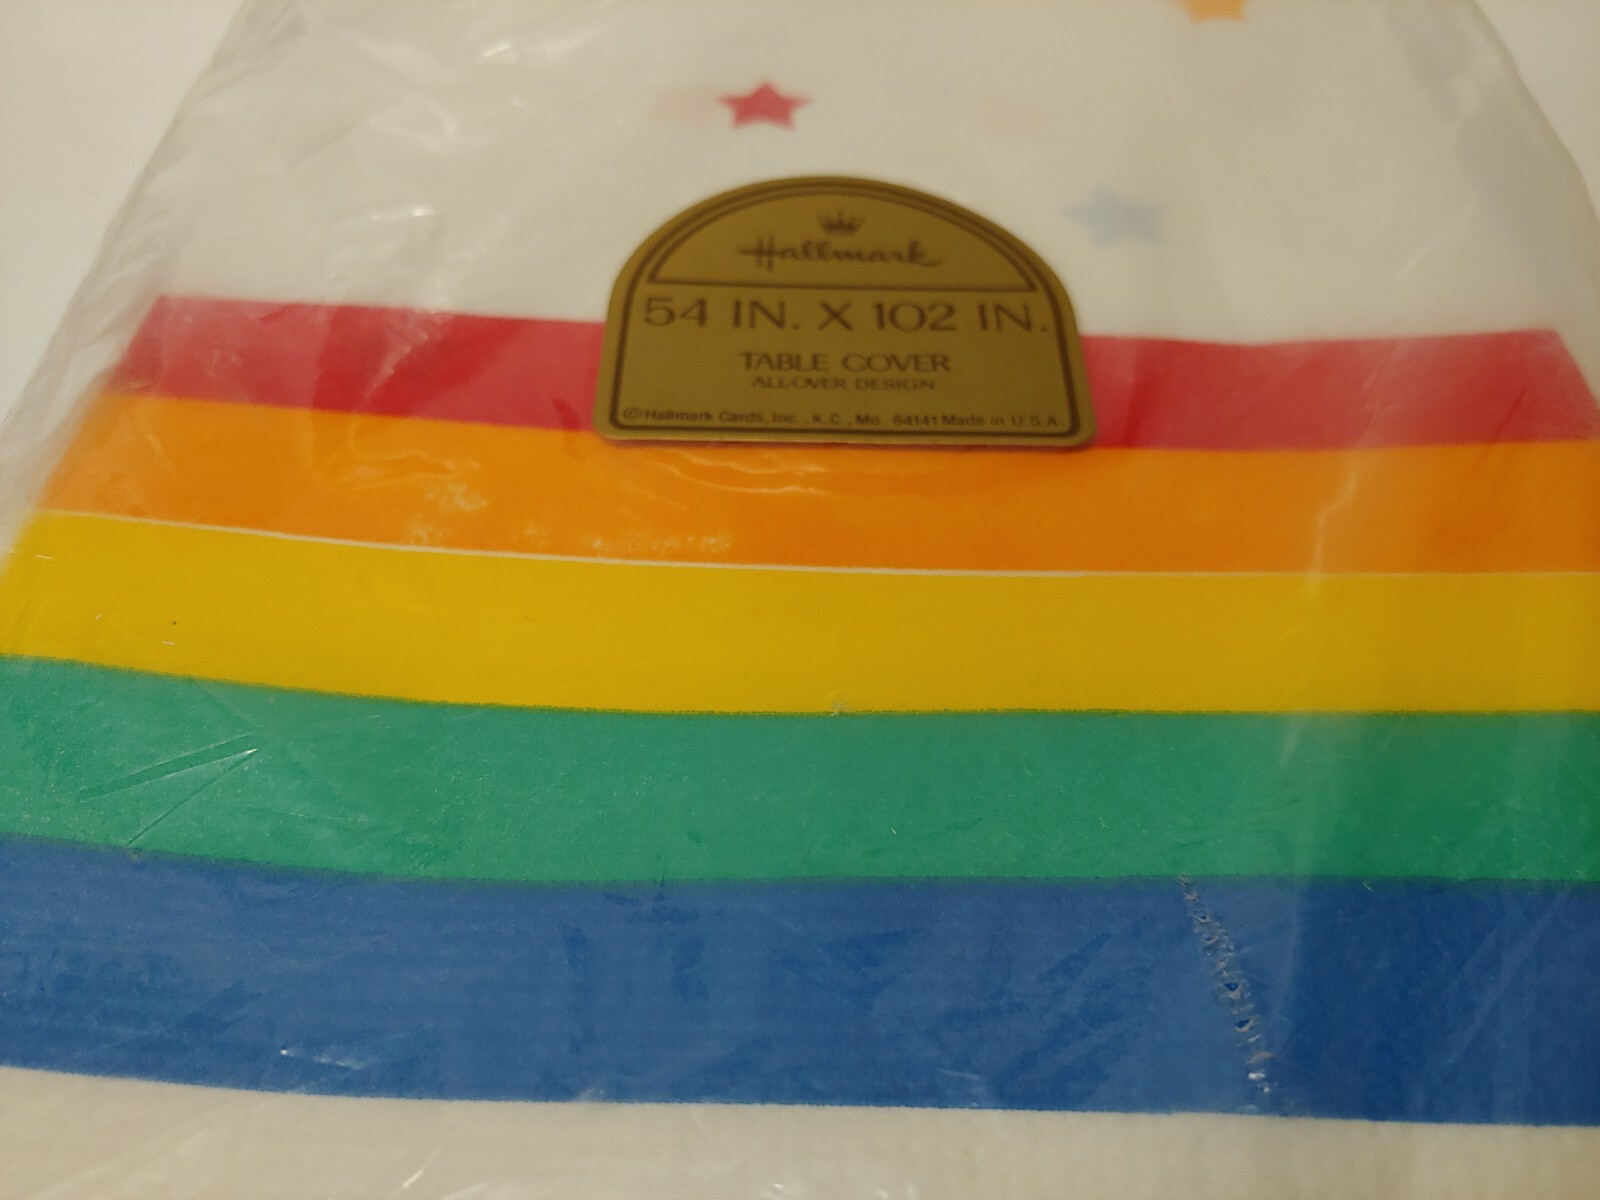 Hallmark
54 IN. X 102 IN.
TABLE COVER
ALL-OVER DESIGN
©Hallmark Cards, Inc., K.C., Mo. 64141 Made in U.S.A.